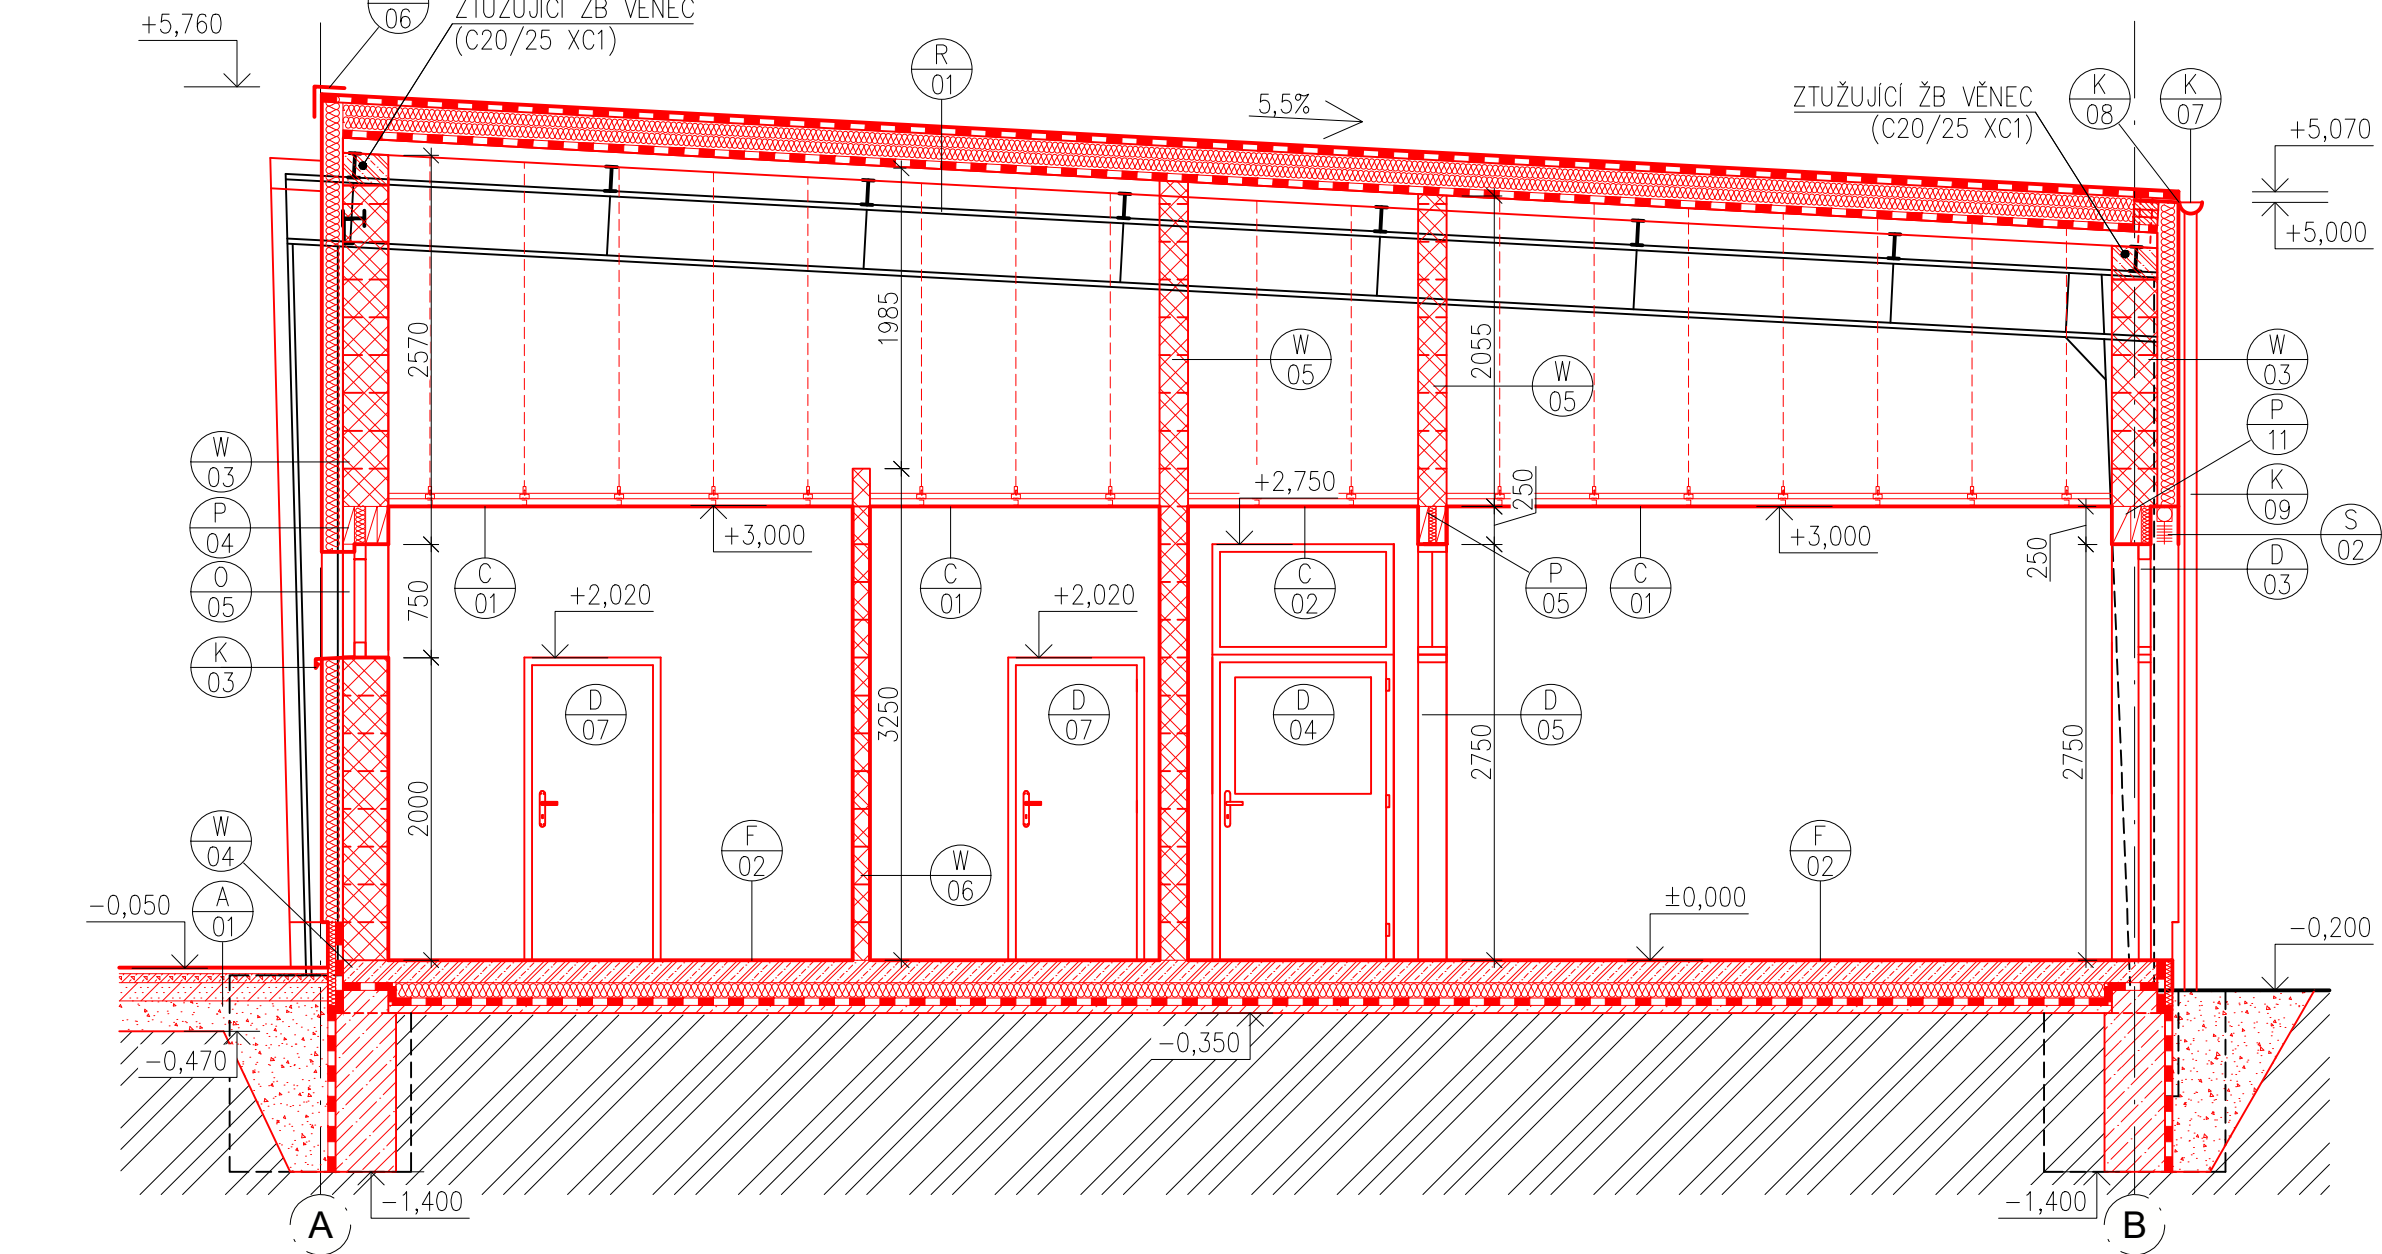 +5,760
06
ZTUŽUJÍCÍ ŽB VĚNEC
(C20/25 XC1)
R
01
5,5%
ZTUŽUJÍCÍ ŽB VĚNEC
(C20/25 XC1)
K
08
K
07
+5,070
+5,000
2570
1985
W
05
2055
W
05
W
03
P
11
W
03
K
09
+2,750
250
P
04
+3,000
+3,000
S
02
250
O
05
750
C
01
C
01
C
02
P
05
C
01
D
03
+2,020
+2,020
K
03
D
07
3250
D
07
D
04
2750
D
05
2750
2000
W
04
F
02
W
06
F
02
A
01
−0,050
±0,000
−0,200
−0,470
−0,350
−1,400
−1,400
A
B